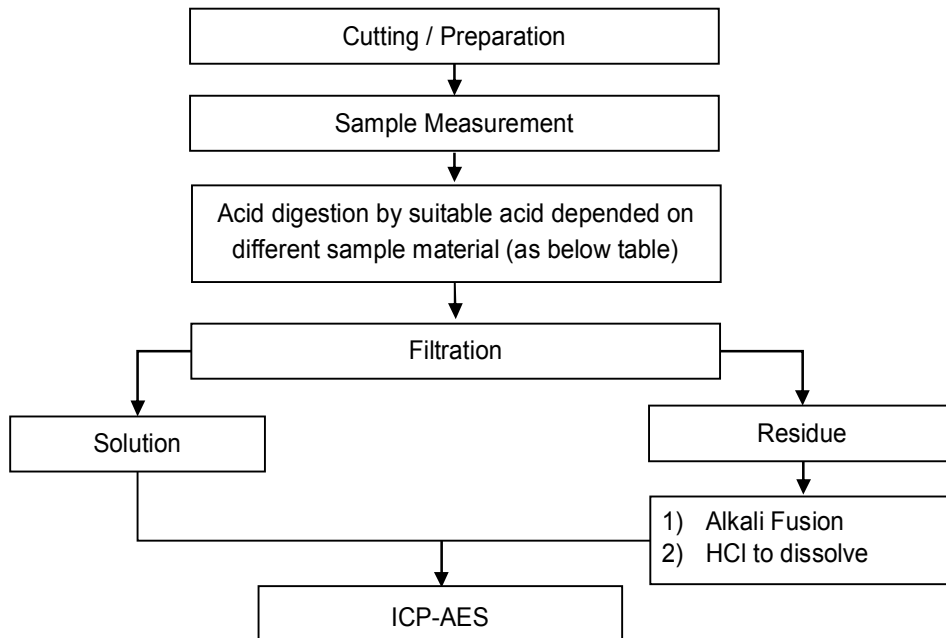 Cutting / Preparation
Sample Measurement
Acid digestion by suitable acid depended on
different sample material (as below table)
Filtration
Solution
Residue
1) Alkali Fusion
2) HCl to dissolve
ICP-AES